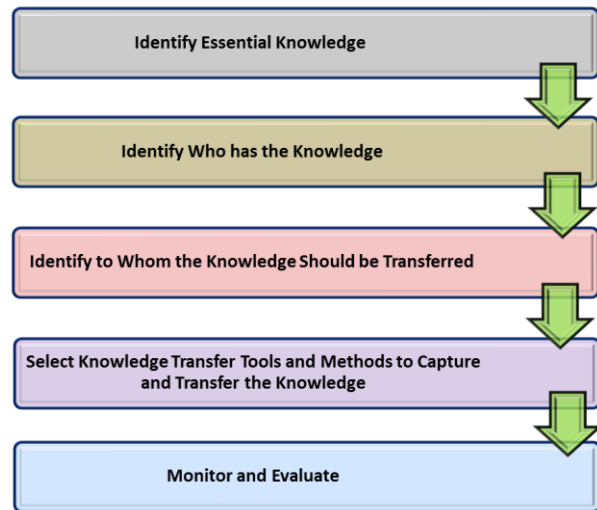 Identify Essential Knowledge
Identify Who has the Knowledge
Identify to Whom the Knowledge Should be Transferred
Select Knowledge Transfer Tools and Methods to Capture
and Transfer the Knowledge
Monitor and Evaluate